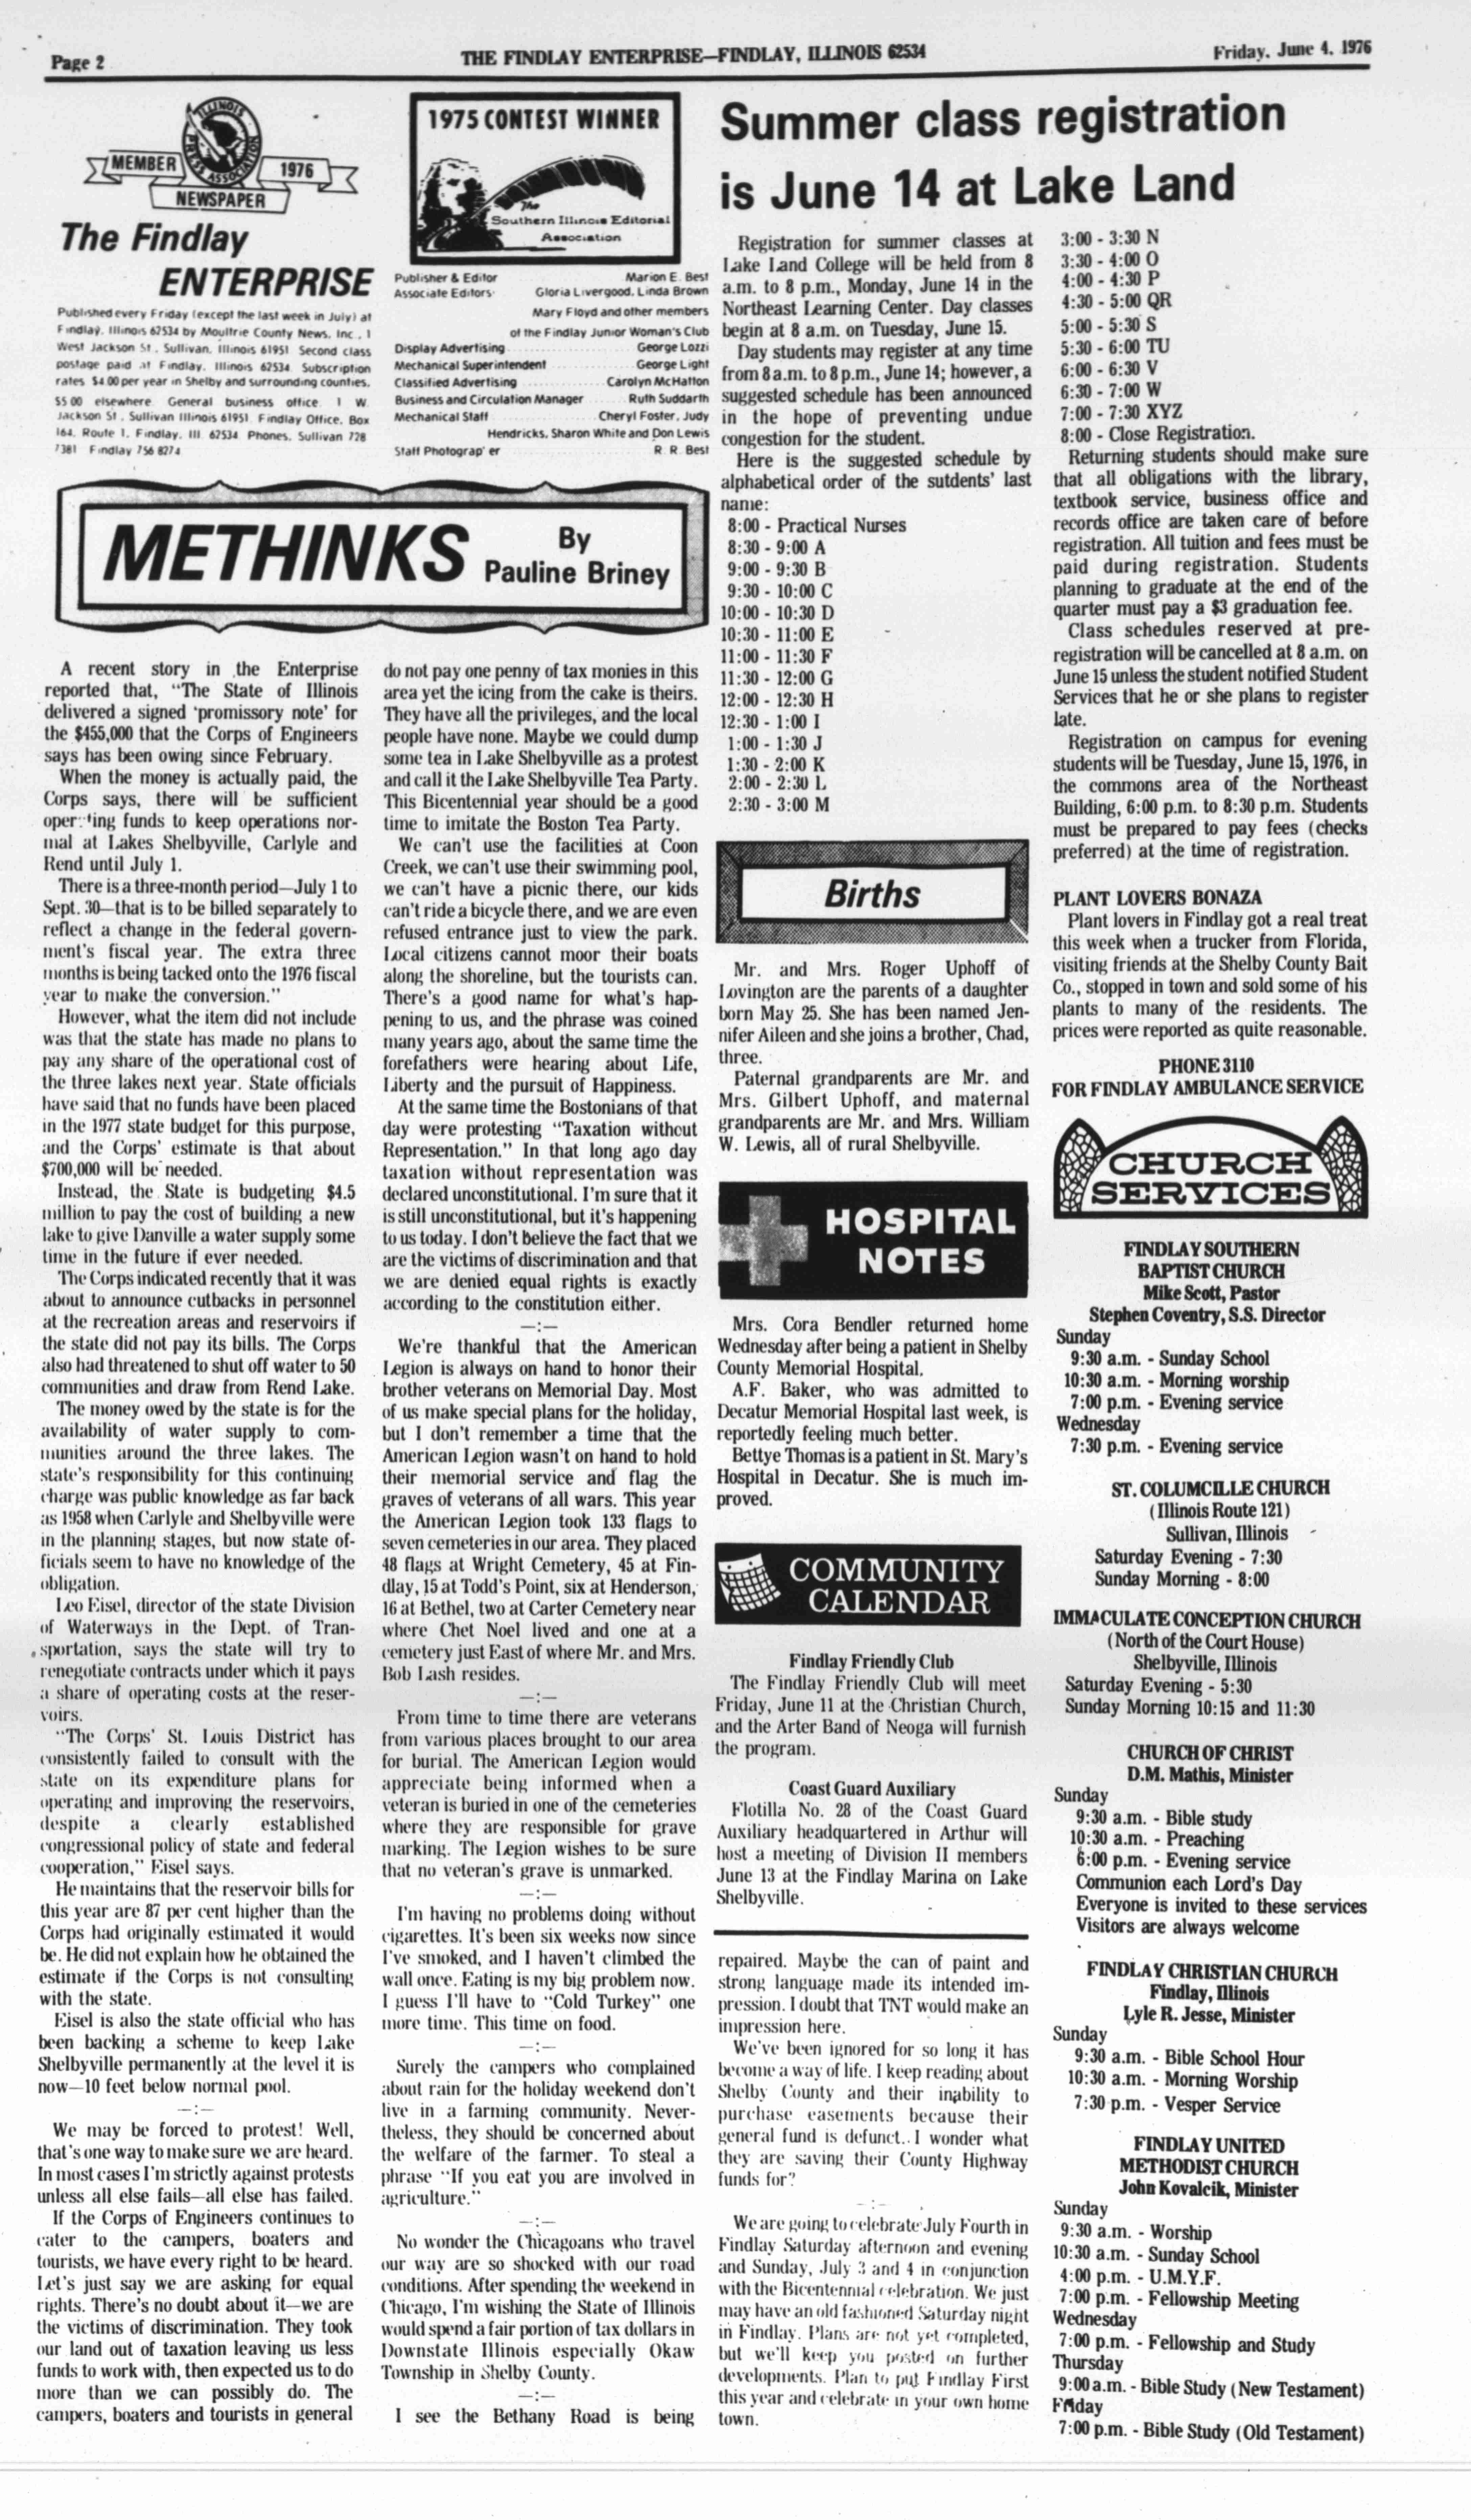 Page 2
THE FINDLAY ENTERPRISE—FINDLAY, ILLINOIS 62534
Friday, June 4, 1976
ILLINOIS
PRESS ASSOCIATION
MEMBER
1976
NEWSPAPER
The Findlay
ENTERPRISE
Published every Friday (except the last week in July) at
Findlay, Illinois 62534 by Moultrie County News, Inc., 1
West Jackson St., Sullivan, Illinois 61951 Second class
postage paid at Findlay, Illinois 62534. Subscription
rates $4.00 per year in Shelby and surrounding counties,
$5.00 elsewhere. General business office, 1 W.
Jackson St., Sullivan Illinois 61951. Findlay Office, Box
164, Route 1, Findlay, Ill. 62534 Phones, Sullivan 728
7381 Findlay 756 8274
1975 CONTEST WINNER
The
Southern Illinois Editorial
Association
Publisher & Editor Marion E. Best
Associate Editors Gloria Livergood, Linda Brown
Mary Floyd and other members
of the Findlay Junior Woman's Club
Display Advertising George Lozzi
Mechanical Superintendent George Light
Classified Advertising Carolyn McHatton
Business and Circulation Manager Ruth Suddarth
Mechanical Staff Cheryl Foster, Judy
Hendricks, Sharon White and Don Lewis
Staff Photograp' er R. R. Best
METHINKS
By
Pauline Briney
A recent story in the Enterprise
reported that, "The State of Illinois
delivered a signed 'promissory note' for
the $455,000 that the Corps of Engineers
says has been owing since February.
When the money is actually paid, the
Corps says, there will be sufficient
operating funds to keep operations nor-
mal at Lakes Shelbyville, Carlyle and
Rend until July 1.
There is a three-month period—July 1 to
Sept. 30—that is to be billed separately to
reflect a change in the federal govern-
ment's fiscal year. The extra three
months is being tacked onto the 1976 fiscal
year to make the conversion."
However, what the item did not include
was that the state has made no plans to
pay any share of the operational cost of
the three lakes next year. State officials
have said that no funds have been placed
in the 1977 state budget for this purpose,
and the Corps' estimate is that about
$700,000 will be needed.
Instead, the State is budgeting $4.5
million to pay the cost of building a new
lake to give Danville a water supply some
time in the future if ever needed.
The Corps indicated recently that it was
about to announce cutbacks in personnel
at the recreation areas and reservoirs if
the state did not pay its bills. The Corps
also had threatened to shut off water to 50
communities and draw from Rend Lake.
The money owed by the state is for the
availability of water supply to com-
munities around the three lakes. The
state's responsibility for this continuing
charge was public knowledge as far back
as 1958 when Carlyle and Shelbyville were
in the planning stages, but now state of-
ficials seem to have no knowledge of the
obligation.
Leo Eisel, director of the state Division
of Waterways in the Dept. of Tran-
sportation, says the state will try to
renegotiate contracts under which it pays
a share of operating costs at the reser-
voirs.
"The Corps' St. Louis District has
consistently failed to consult with the
state on its expenditure plans for
operating and improving the reservoirs,
despite a clearly established
congressional policy of state and federal
cooperation," Eisel says.
He maintains that the reservoir bills for
this year are 87 per cent higher than the
Corps had originally estimated it would
be. He did not explain how he obtained the
estimate if the Corps is not consulting
with the state.
Eisel is also the state official who has
been backing a scheme to keep Lake
Shelbyville permanently at the level it is
now—10 feet below normal pool.
—:—
We may be forced to protest! Well,
that's one way to make sure we are heard.
In most cases I'm strictly against protests
unless all else fails—all else has failed.
If the Corps of Engineers continues to
cater to the campers, boaters and
tourists, we have every right to be heard.
Let's just say we are asking for equal
rights. There's no doubt about it—we are
the victims of discrimination. They took
our land out of taxation leaving us less
funds to work with, then expected us to do
more than we can possibly do. The
campers, boaters and tourists in general
do not pay one penny of tax monies in this
area yet the icing from the cake is theirs.
They have all the privileges, and the local
people have none. Maybe we could dump
some tea in Lake Shelbyville as a protest
and call it the Lake Shelbyville Tea Party.
This Bicentennial year should be a good
time to imitate the Boston Tea Party.
We can't use the facilities at Coon
Creek, we can't use their swimming pool,
we can't have a picnic there, our kids
can't ride a bicycle there, and we are even
refused entrance just to view the park.
Local citizens cannot moor their boats
along the shoreline, but the tourists can.
There's a good name for what's hap-
pening to us, and the phrase was coined
many years ago, about the same time the
forefathers were hearing about Life,
Liberty and the pursuit of Happiness.
At the same time the Bostonians of that
day were protesting "Taxation without
Representation." In that long ago day
taxation without representation was
declared unconstitutional. I'm sure that it
is still unconstitutional, but it's happening
to us today. I don't believe the fact that we
are the victims of discrimination and that
we are denied equal rights is exactly
according to the constitution either.
—:—
We're thankful that the American
Legion is always on hand to honor their
brother veterans on Memorial Day. Most
of us make special plans for the holiday,
but I don't remember a time that the
American Legion wasn't on hand to hold
their memorial service and flag the
graves of veterans of all wars. This year
the American Legion took 133 flags to
seven cemeteries in our area. They placed
48 flags at Wright Cemetery, 45 at Fin-
dlay, 15 at Todd's Point, six at Henderson,
16 at Bethel, two at Carter Cemetery near
where Chet Noel lived and one at a
cemetery just East of where Mr. and Mrs.
Bob Lash resides.
—:—
From time to time there are veterans
from various places brought to our area
for burial. The American Legion would
appreciate being informed when a
veteran is buried in one of the cemeteries
where they are responsible for grave
marking. The Legion wishes to be sure
that no veteran's grave is unmarked.
—:—
I'm having no problems doing without
cigarettes. It's been six weeks now since
I've smoked, and I haven't climbed the
wall once. Eating is my big problem now.
I guess I'll have to "Cold Turkey" one
more time. This time on food.
—:—
Surely the campers who complained
about rain for the holiday weekend don't
live in a farming community. Never-
theless, they should be concerned about
the welfare of the farmer. To steal a
phrase "If you eat you are involved in
agriculture."
—:—
No wonder the Chicagoans who travel
our way are so shocked with our road
conditions. After spending the weekend in
Chicago, I'm wishing the State of Illinois
would spend a fair portion of tax dollars in
Downstate Illinois especially Okaw
Township in Shelby County.
—:—
I see the Bethany Road is being
Summer class registration
is June 14 at Lake Land
Registration for summer classes at
Lake Land College will be held from 8
a.m. to 8 p.m., Monday, June 14 in the
Northeast Learning Center. Day classes
begin at 8 a.m. on Tuesday, June 15.
Day students may register at any time
from 8 a.m. to 8 p.m., June 14; however, a
suggested schedule has been announced
in the hope of preventing undue
congestion for the student.
Here is the suggested schedule by
alphabetical order of the sutdents' last
name:
8:00 - Practical Nurses
8:30 - 9:00 A
9:00 - 9:30 B
9:30 - 10:00 C
10:00 - 10:30 D
10:30 - 11:00 E
11:00 - 11:30 F
11:30 - 12:00 G
12:00 - 12:30 H
12:30 - 1:00 I
1:00 - 1:30 J
1:30 - 2:00 K
2:00 - 2:30 L
2:30 - 3:00 M
3:00 - 3:30 N
3:30 - 4:00 O
4:00 - 4:30 P
4:30 - 5:00 QR
5:00 - 5:30 S
5:30 - 6:00 TU
6:00 - 6:30 V
6:30 - 7:00 W
7:00 - 7:30 XYZ
8:00 - Close Registration.
Returning students should make sure
that all obligations with the library,
textbook service, business office and
records office are taken care of before
registration. All tuition and fees must be
paid during registration. Students
planning to graduate at the end of the
quarter must pay a $3 graduation fee.
Class schedules reserved at pre-
registration will be cancelled at 8 a.m. on
June 15 unless the student notified Student
Services that he or she plans to register
late.
Registration on campus for evening
students will be Tuesday, June 15, 1976, in
the commons area of the Northeast
Building, 6:00 p.m. to 8:30 p.m. Students
must be prepared to pay fees (checks
preferred) at the time of registration.
Births
Mr. and Mrs. Roger Uphoff of
Lovington are the parents of a daughter
born May 25. She has been named Jen-
nifer Aileen and she joins a brother, Chad,
three.
Paternal grandparents are Mr. and
Mrs. Gilbert Uphoff, and maternal
grandparents are Mr. and Mrs. William
W. Lewis, all of rural Shelbyville.
HOSPITAL
NOTES
Mrs. Cora Bendler returned home
Wednesday after being a patient in Shelby
County Memorial Hospital.
A.F. Baker, who was admitted to
Decatur Memorial Hospital last week, is
reportedly feeling much better.
Bettye Thomas is a patient in St. Mary's
Hospital in Decatur. She is much im-
proved.
COMMUNITY
CALENDAR
Findlay Friendly Club
The Findlay Friendly Club will meet
Friday, June 11 at the Christian Church,
and the Arter Band of Neoga will furnish
the program.
Coast Guard Auxiliary
Flotilla No. 28 of the Coast Guard
Auxiliary headquartered in Arthur will
host a meeting of Division II members
June 13 at the Findlay Marina on Lake
Shelbyville.
repaired. Maybe the can of paint and
strong language made its intended im-
pression. I doubt that TNT would make an
impression here.
We've been ignored for so long it has
become a way of life. I keep reading about
Shelby County and their inability to
purchase easements because their
general fund is defunct.. I wonder what
they are saving their County Highway
funds for?
- : -
We are going to celebrate July Fourth in
Findlay Saturday afternoon and evening
and Sunday, July 3 and 4 in conjunction
with the Bicentennial celebration. We just
may have an old fashioned Saturday night
in Findlay. Plans are not yet completed,
but we'll keep you posted on further
developments. Plan to put Findlay First
this year and celebrate in your own home
town.
PLANT LOVERS BONAZA
Plant lovers in Findlay got a real treat
this week when a trucker from Florida,
visiting friends at the Shelby County Bait
Co., stopped in town and sold some of his
plants to many of the residents. The
prices were reported as quite reasonable.
PHONE 3110
FOR FINDLAY AMBULANCE SERVICE
CHURCH
SERVICES
FINDLAY SOUTHERN
BAPTIST CHURCH
Mike Scott, Pastor
Stephen Coventry, S.S. Director
Sunday
9:30 a.m. - Sunday School
10:30 a.m. - Morning worship
7:00 p.m. - Evening service
Wednesday
7:30 p.m. - Evening service
ST. COLUMCILLE CHURCH
(Illinois Route 121)
Sullivan, Illinois
Saturday Evening - 7:30
Sunday Morning - 8:00
IMMACULATE CONCEPTION CHURCH
(North of the Court House)
Shelbyville, Illinois
Saturday Evening - 5:30
Sunday Morning 10:15 and 11:30
CHURCH OF CHRIST
D.M. Mathis, Minister
Sunday
9:30 a.m. - Bible study
10:30 a.m. - Preaching
6:00 p.m. - Evening service
Communion each Lord's Day
Everyone is invited to these services
Visitors are always welcome
FINDLAY CHRISTIAN CHURCH
Findlay, Illinois
Lyle R. Jesse, Minister
Sunday
9:30 a.m. - Bible School Hour
10:30 a.m. - Morning Worship
7:30 p.m. - Vesper Service
FINDLAY UNITED
METHODIST CHURCH
John Kovalcik, Minister
Sunday
9:30 a.m. - Worship
10:30 a.m. - Sunday School
4:00 p.m. - U.M.Y.F.
7:00 p.m. - Fellowship Meeting
Wednesday
7:00 p.m. - Fellowship and Study
Thursday
9:00 a.m. - Bible Study (New Testament)
Friday
7:00 p.m. - Bible Study (Old Testament)